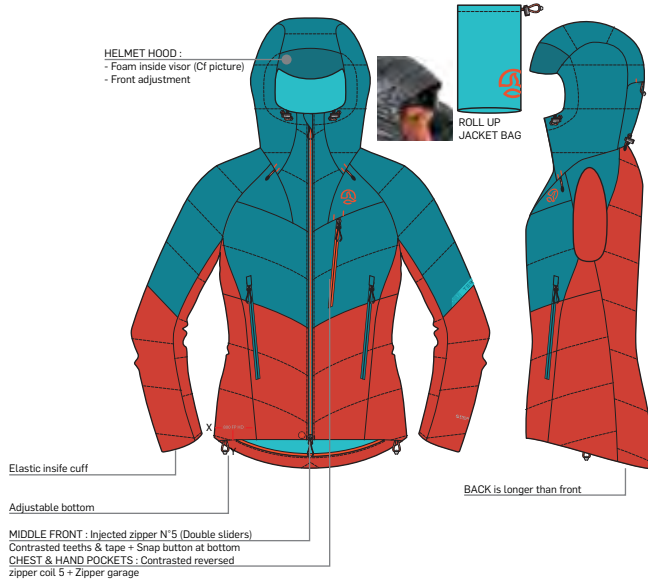 HELMET HOOD :
- Foam inside visor (Cf picture)
- Front adjustment
ROLL UP
JACKET BAG
X
Elastic insife cuff
Adjustable bottom
BACK is longer than front
MIDDLE FRONT : Injected zipper N°5 (Double sliders)
Contrasted teeths & tape + Snap button at bottom
CHEST & HAND POCKETS : Contrasted reversed
zipper coil 5 + Zipper garage